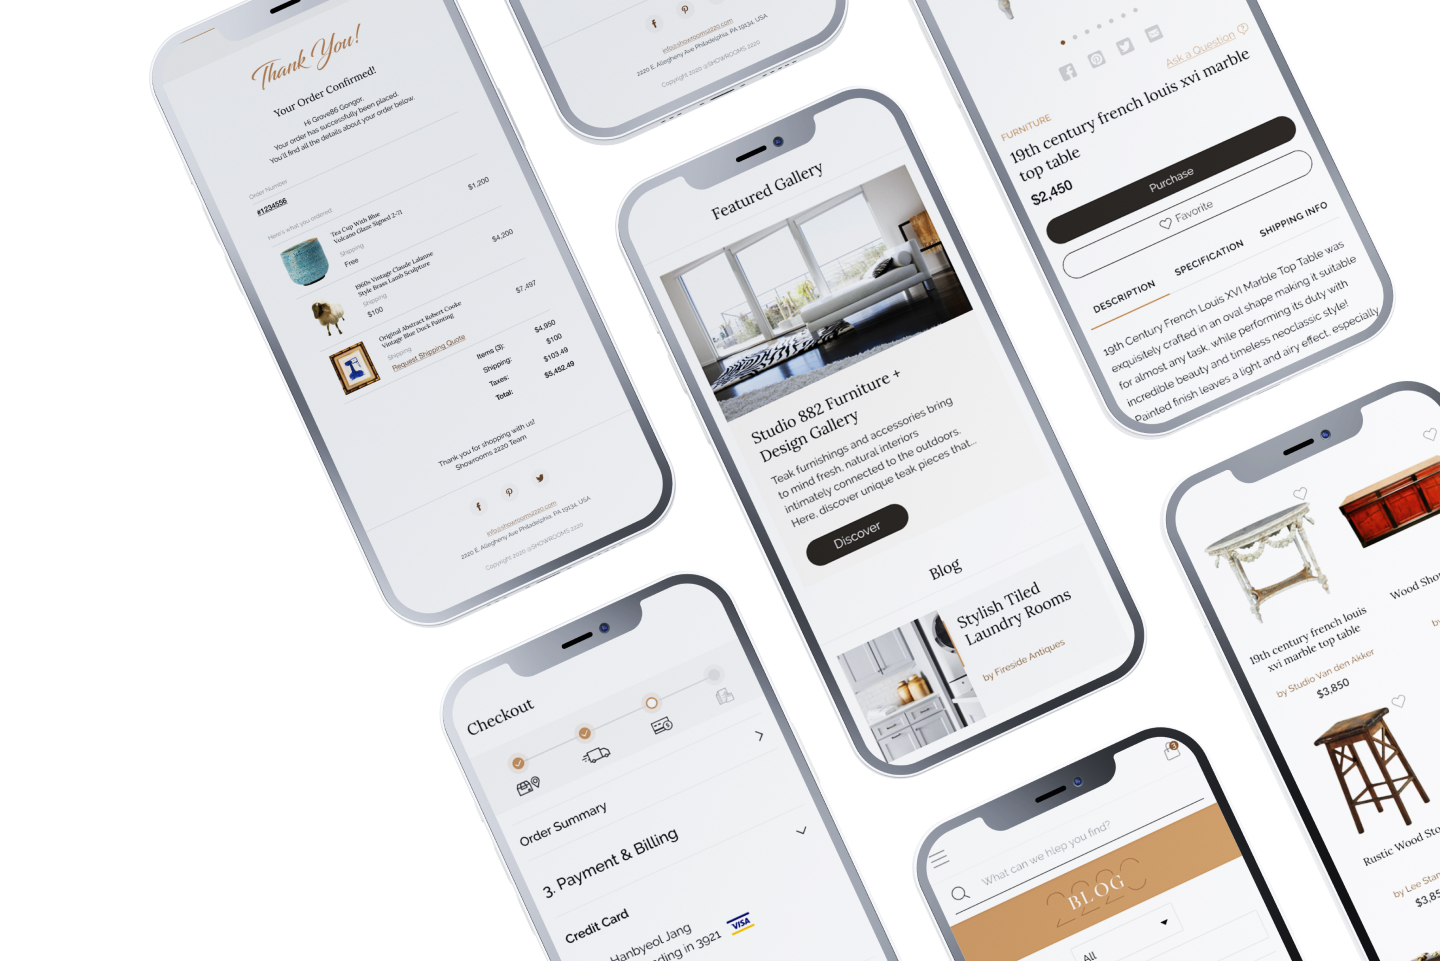 Thank You!
Your Order Confirmed!
Hi Grove86 Gongor,
Your order has successfully been placed.
You'll find all the details about your order below.
Order Number
#1234556
Here's what you ordered
Tea Cup With Blue
Volcano Glaze Signed Z-71
$1,200
Shipping
Free
1960s Vintage Claude Lalanne
Style Brass Lamb Sculpture
$4,200
Shipping
$100
Original Abstract Robert Cooke
Vintage Blue Duck Painting
$7,497
Shipping
Request Shipping Quote
Items (3):
$4,950
Shipping:
$100
Taxes:
$103.49
Total:
$5,452.49
Thank you for shopping with us!
Showrooms 2220 Team
info@showrooms2220.com
2220 E. Allegheny Ave Philadelphia, PA 19134, USA
Copyright 2020 @SHOWROOMS 2220
info@showrooms2220.com
2220 E. Allegheny Ave Philadelphia, PA 19134, USA
Copyright 2020 @SHOWROOMS 2220
Featured Gallery
Studio 882 Furniture +
Design Gallery
Teak furnishings and accessories bring
to mind fresh, natural interiors
intimately connected to the outdoors.
Here, discover unique teak pieces that...
Discover
Blog
Stylish Tiled
Laundry Rooms
by Fireside Antiques
Ask a Question
FURNITURE
19th century french louis xvi marble
top table
$2,450
Purchase
Favorite
DESCRIPTION
SPECIFICATION
SHIPPING INFO
19th Century French Louis XVI Marble Top Table was
exquisitely crafted in an oval shape making it suitable
for almost any task, while performing its duty with
incredible beauty and timeless neoclassic style!
Painted finish leaves a light and airy effect, especially
Checkout
Order Summary
3. Payment & Billing
Credit Card
Hanbyeol Jang
ding in 3921
VISA
3
What can we hlep you find?
2220
BLOG
All
19th century french louis
xvi marble top table
by Studio Van den Akker
$3,850
Wood Sho
Rustic Wood Sto
by Lee Stan
$3,85